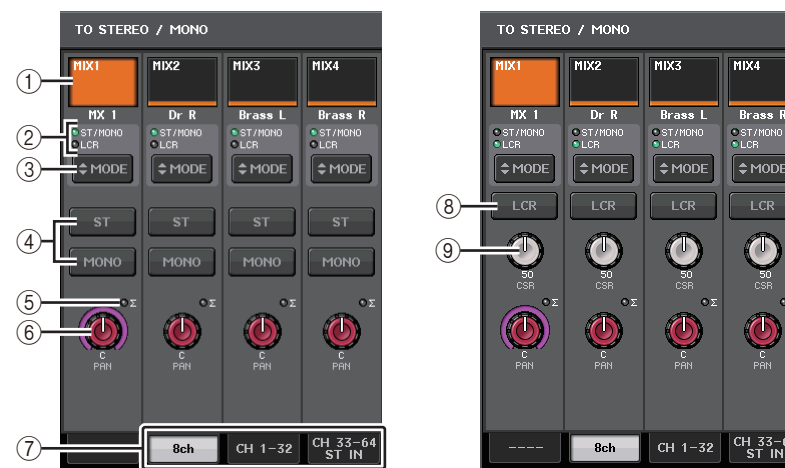 TO STEREO / MONO
MIX1 MIX2 MIX3 MIX4
MX 1 Dr R Brass L Brass R
ST/MONO ST/MONO ST/MONO ST/MONO
LCR LCR LCR LCR
MODE MODE MODE MODE
ST ST ST ST
MONO MONO MONO MONO
Σ Σ Σ Σ
C C C C
PAN PAN PAN PAN
8ch CH 1-32 CH 33-64
ST IN
①
②
③
④
⑤
⑥
⑦
TO STEREO / MONO
MIX1 MIX2 MIX3 MIX4
MX 1 Dr R Brass L Brass
ST/MONO ST/MONO ST/MONO ST/MONO
LCR LCR LCR LCR
MODE MODE MODE MODE
LCR LCR LCR LCR
50 50 50 50
CSR CSR CSR CSR
Σ Σ Σ
C C C C
PAN PAN PAN PAN
---- 8ch CH 1-32 CH 33-6
ST IN
⑧
⑨